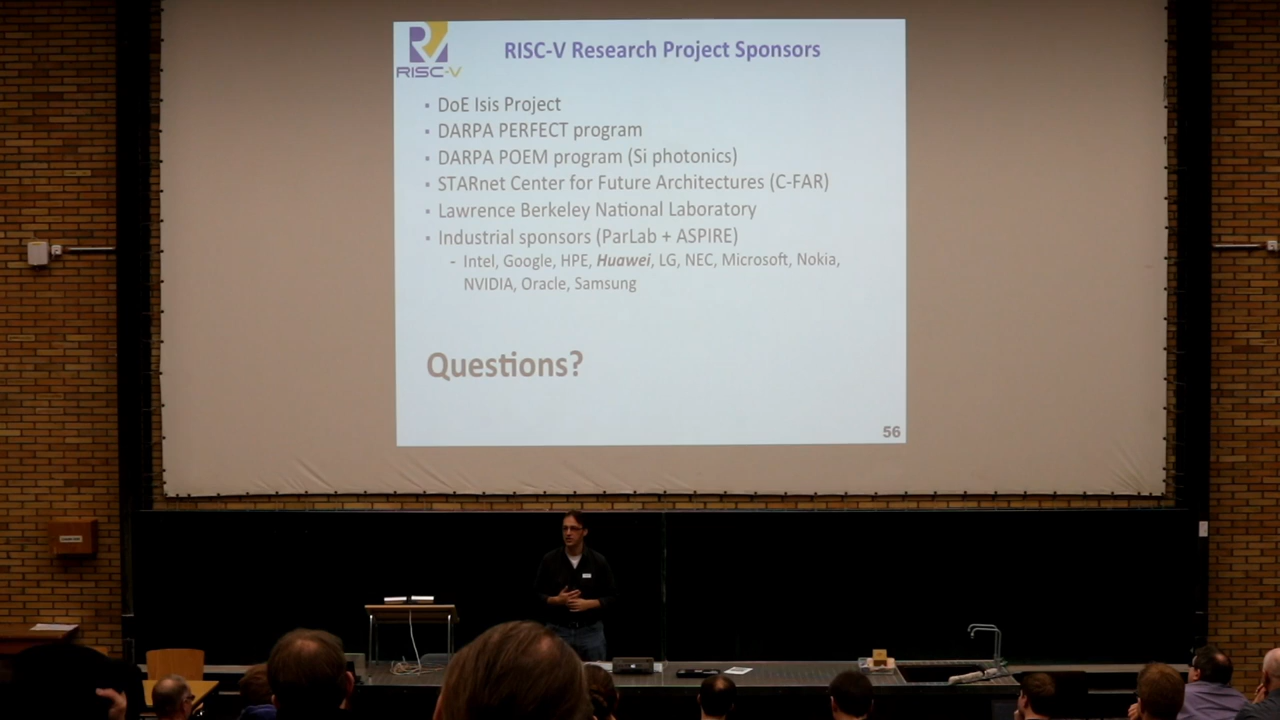 RISC-V
RISC-V Research Project Sponsors
▪ DoE Isis Project
▪ DARPA PERFECT program
▪ DARPA POEM program (Si photonics)
▪ STARnet Center for Future Architectures (C-FAR)
▪ Lawrence Berkeley National Laboratory
▪ Industrial sponsors (ParLab + ASPIRE)
- Intel, Google, HPE, Huawei, LG, NEC, Microsoft, Nokia,
NVIDIA, Oracle, Samsung
Questions?
56